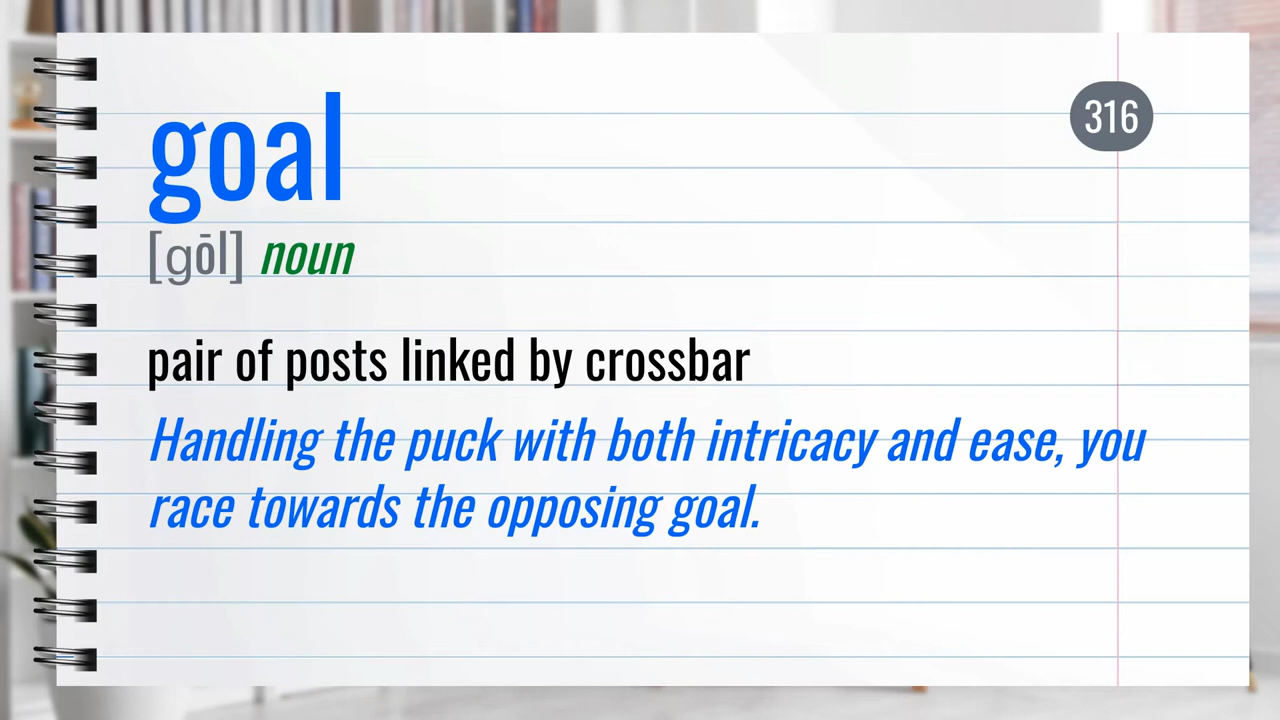 goal
316
[gōl] noun
pair of posts linked by crossbar
Handling the puck with both intricacy and ease, you
race towards the opposing goal.